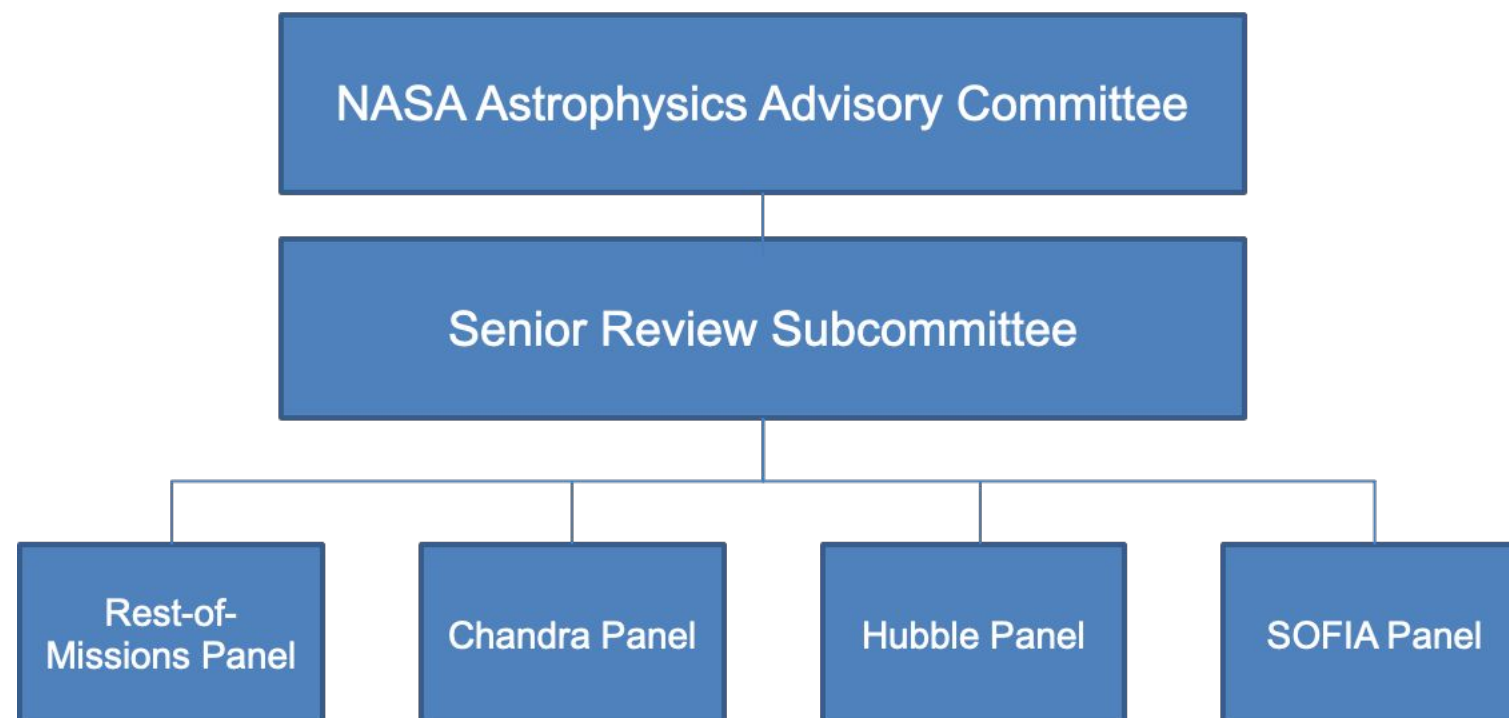 NASA Astrophysics Advisory Committee
Senior Review Subcommittee
Rest-of-
Missions Panel
Chandra Panel
Hubble Panel
SOFIA Panel